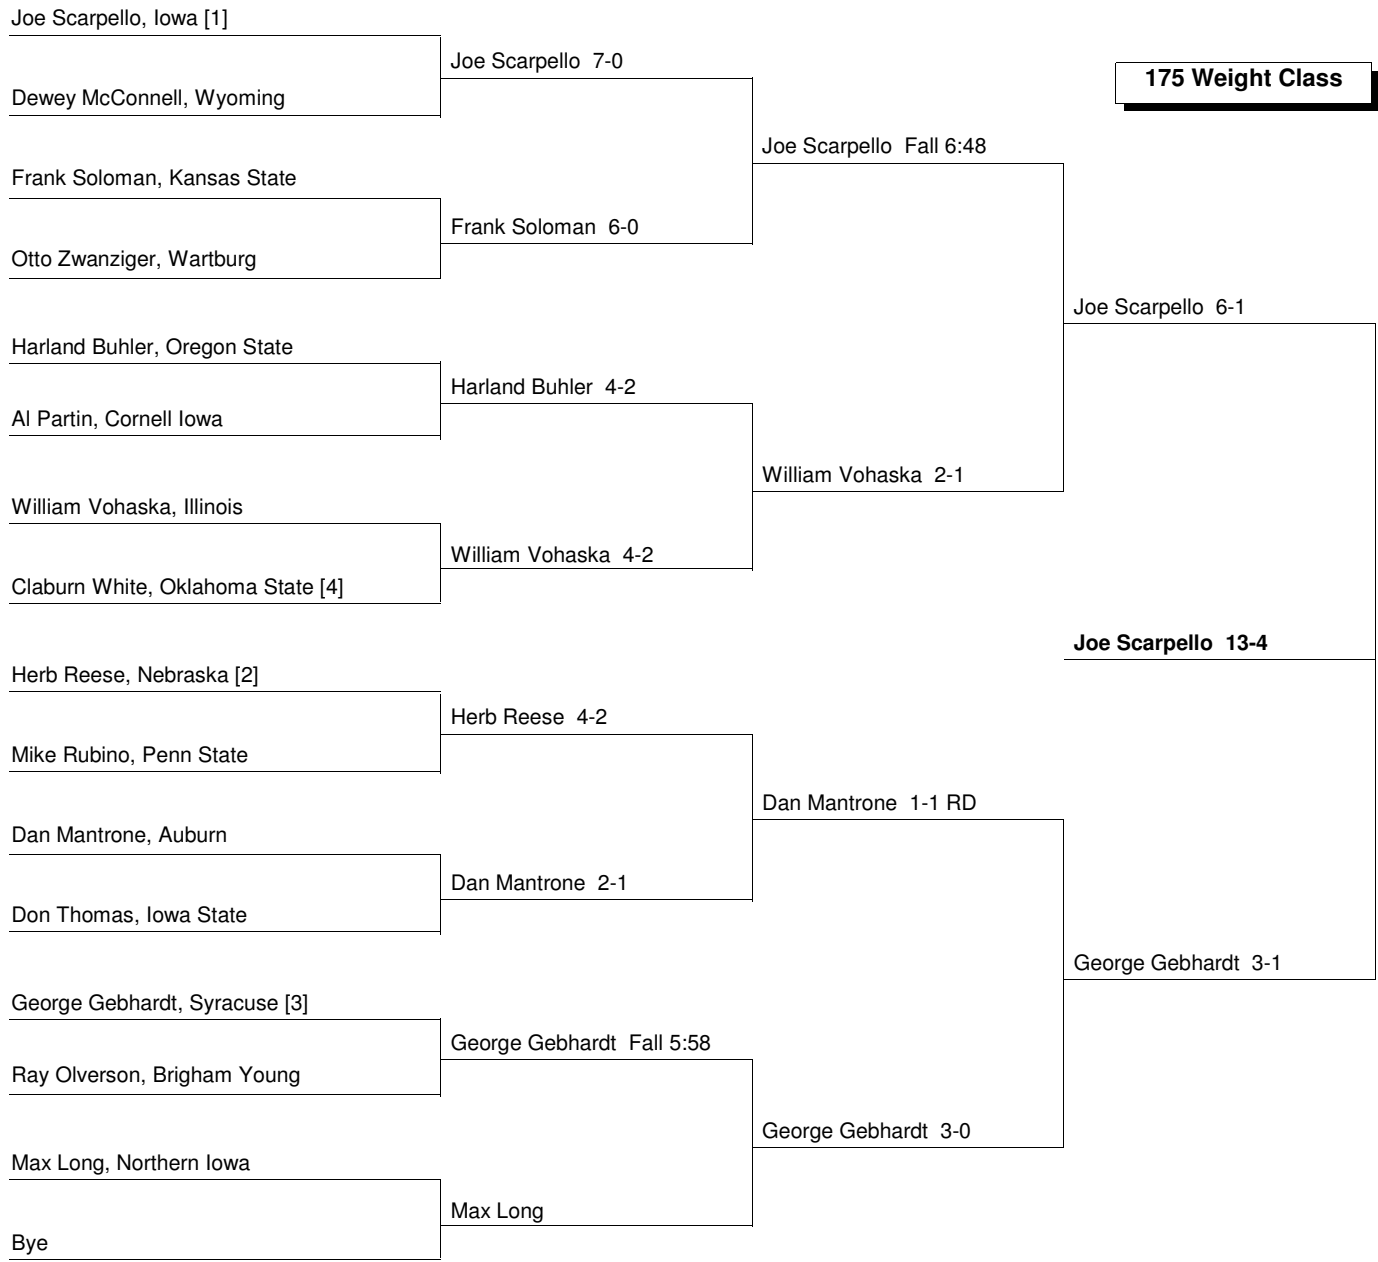 Joe Scarpello, Iowa [1]
Joe Scarpello 7-0
175 Weight Class
Dewey McConnell, Wyoming
Joe Scarpello Fall 6:48
Frank Soloman, Kansas State
Frank Soloman 6-0
Otto Zwanziger, Wartburg
Joe Scarpello 6-1
Harland Buhler, Oregon State
Harland Buhler 4-2
Al Partin, Cornell Iowa
William Vohaska 2-1
William Vohaska, Illinois
William Vohaska 4-2
Claburn White, Oklahoma State [4]
Joe Scarpello 13-4
Herb Reese, Nebraska [2]
Herb Reese 4-2
Mike Rubino, Penn State
Dan Mantrone 1-1 RD
Dan Mantrone, Auburn
Dan Mantrone 2-1
Don Thomas, Iowa State
George Gebhardt 3-1
George Gebhardt, Syracuse [3]
George Gebhardt Fall 5:58
Ray Olverson, Brigham Young
George Gebhardt 3-0
Max Long, Northern Iowa
Max Long
Bye